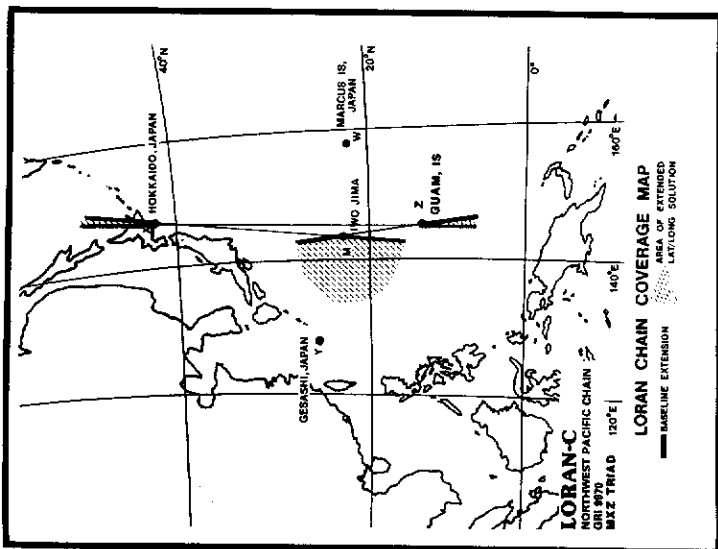 40°N
HOKKAIDO, JAPAN
MARCUS IS,
JAPAN
W
20°N
IWO JIMA
M
Z
GUAM, IS
0°
160°E
140°E
GESASHI, JAPAN
Y
120°E
LORAN-C
NORTHWEST PACIFIC CHAIN
GRI 9970
MXZ TRIAD
LORAN CHAIN COVERAGE MAP
BASELINE EXTENSION
AREA OF EXTENDED
LAT/LONG SOLUTION